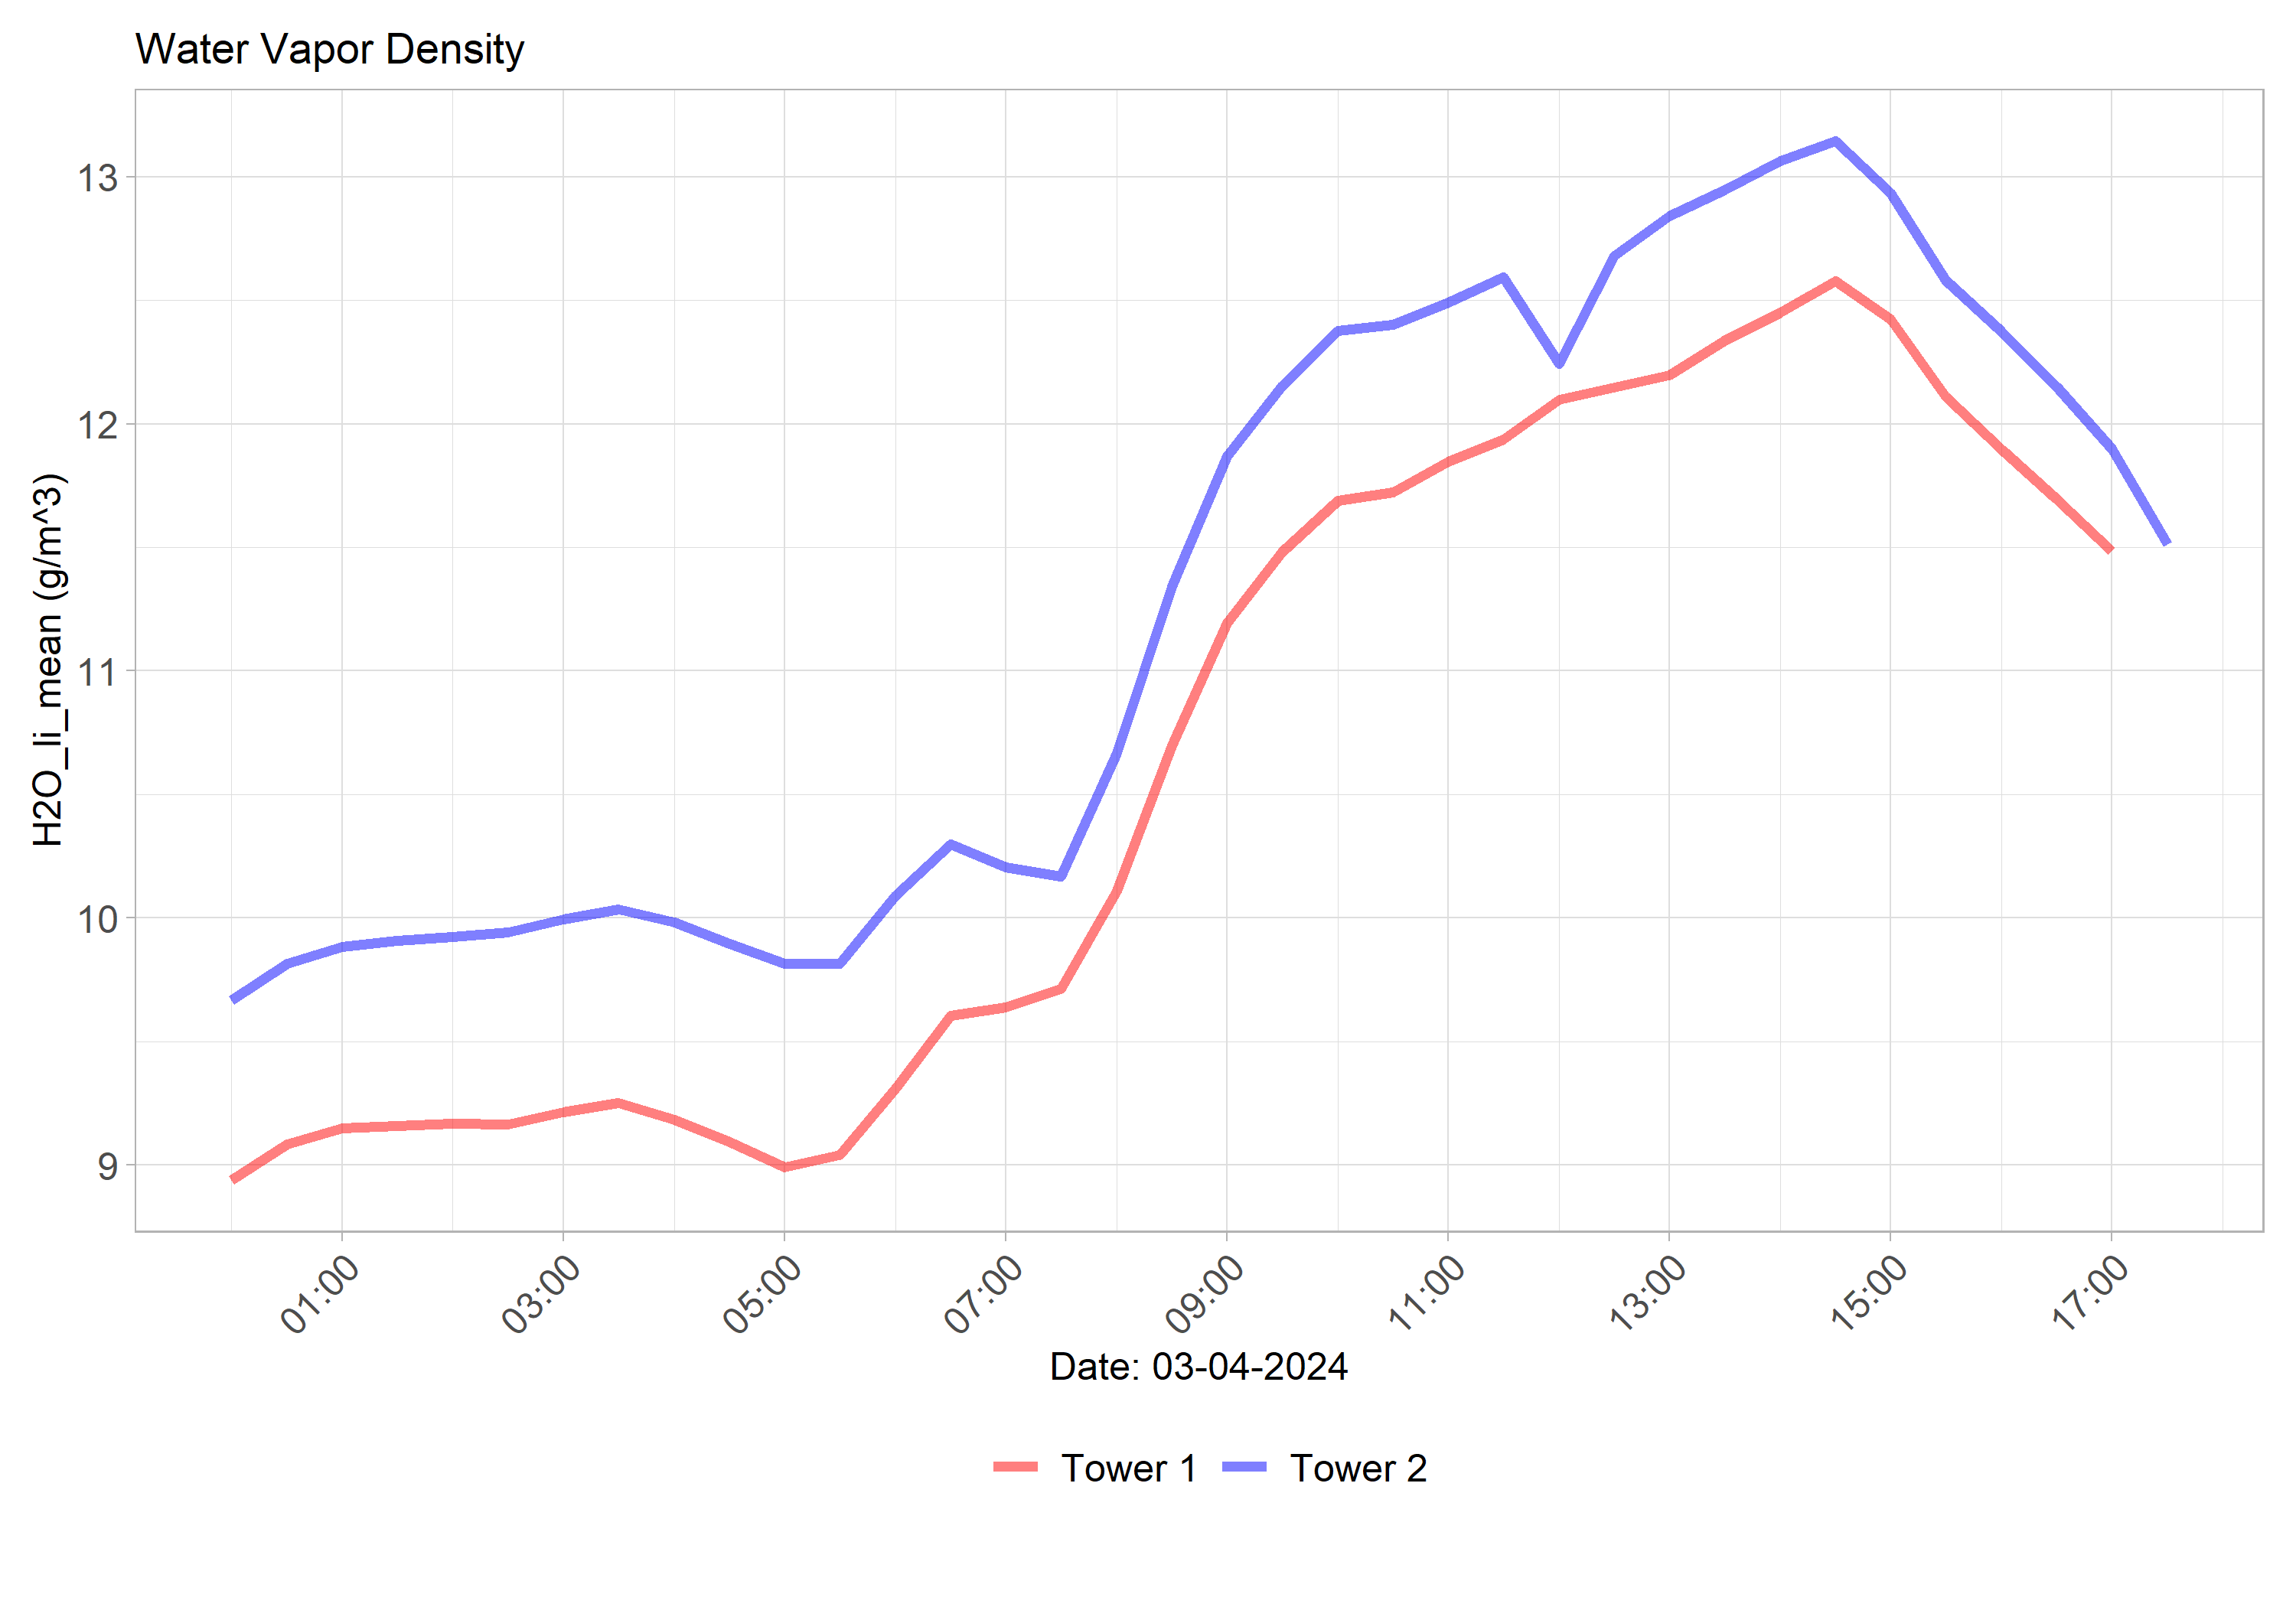 Water Vapor Density
H2O_li_mean (g/m^3)
13
12
11
10
9
01:00 03:00 05:00 07:00 09:00 11:00 13:00 15:00 17:00
Date: 03-04-2024
Tower 1 Tower 2